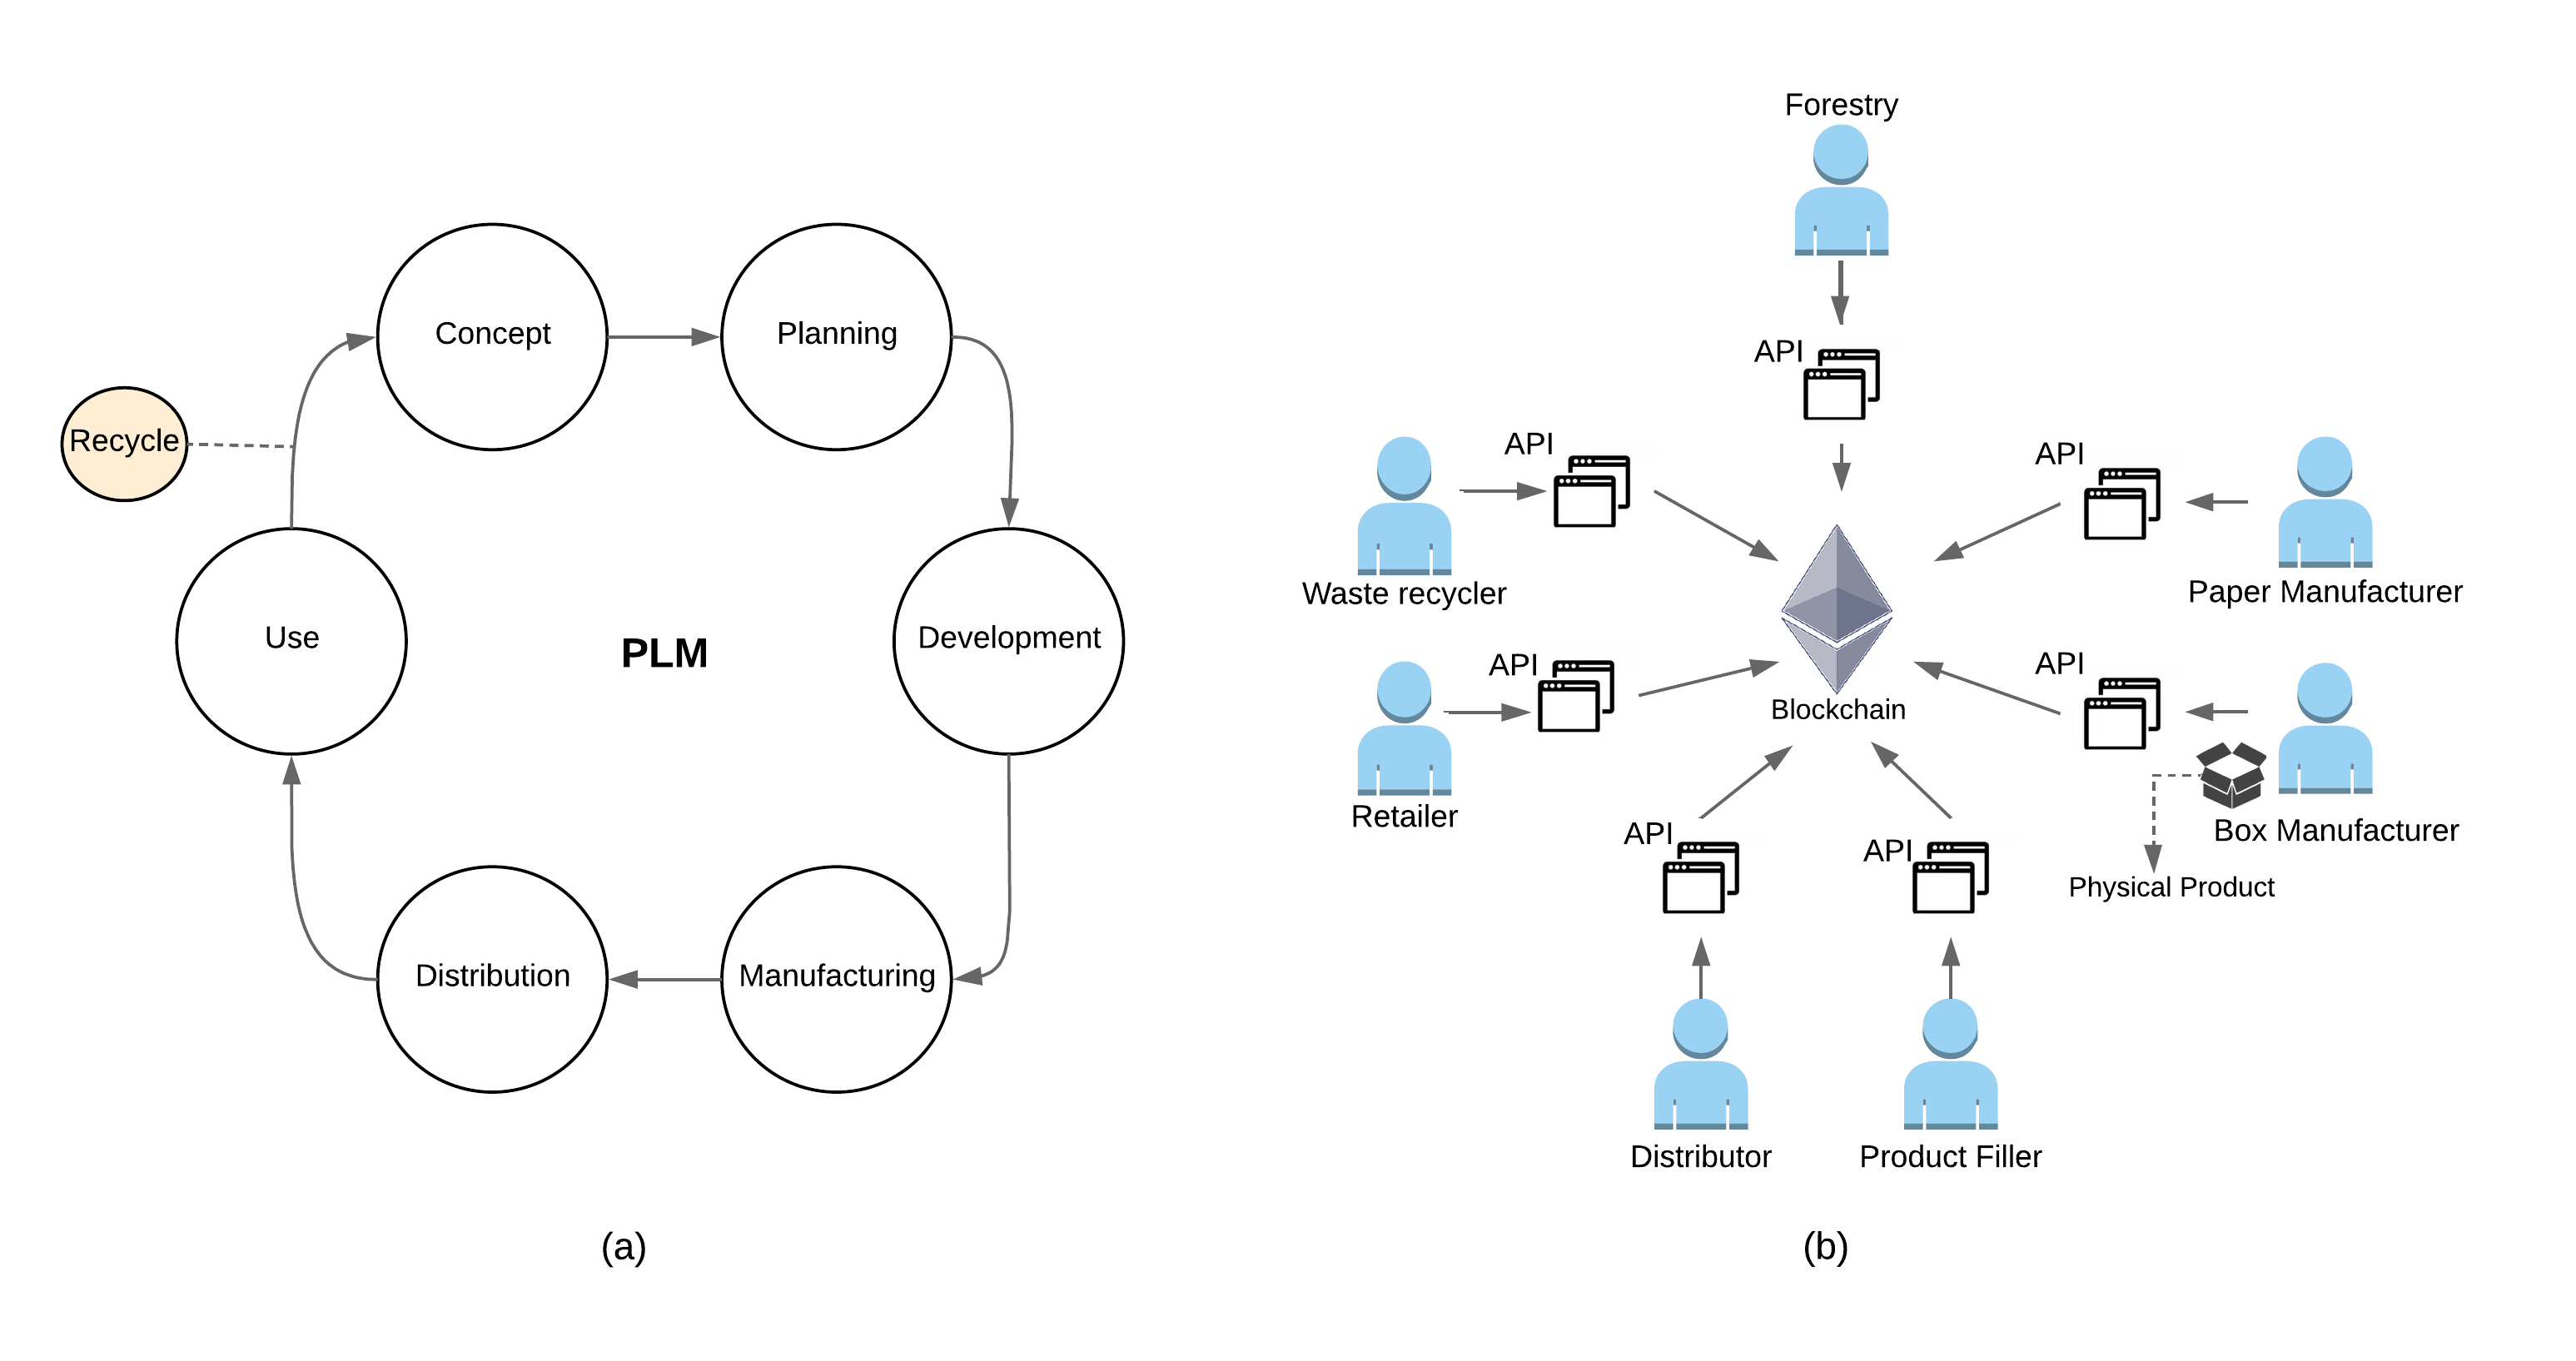 Concept
Planning
Recycle
Use
PLM
Development
Distribution
Manufacturing
(a)
Forestry
API
API
Waste recycler
API
Paper Manufacturer
API
Retailer
Blockchain
API
Box Manufacturer
Physical Product
API
API
Distributor
Product Filler
(b)